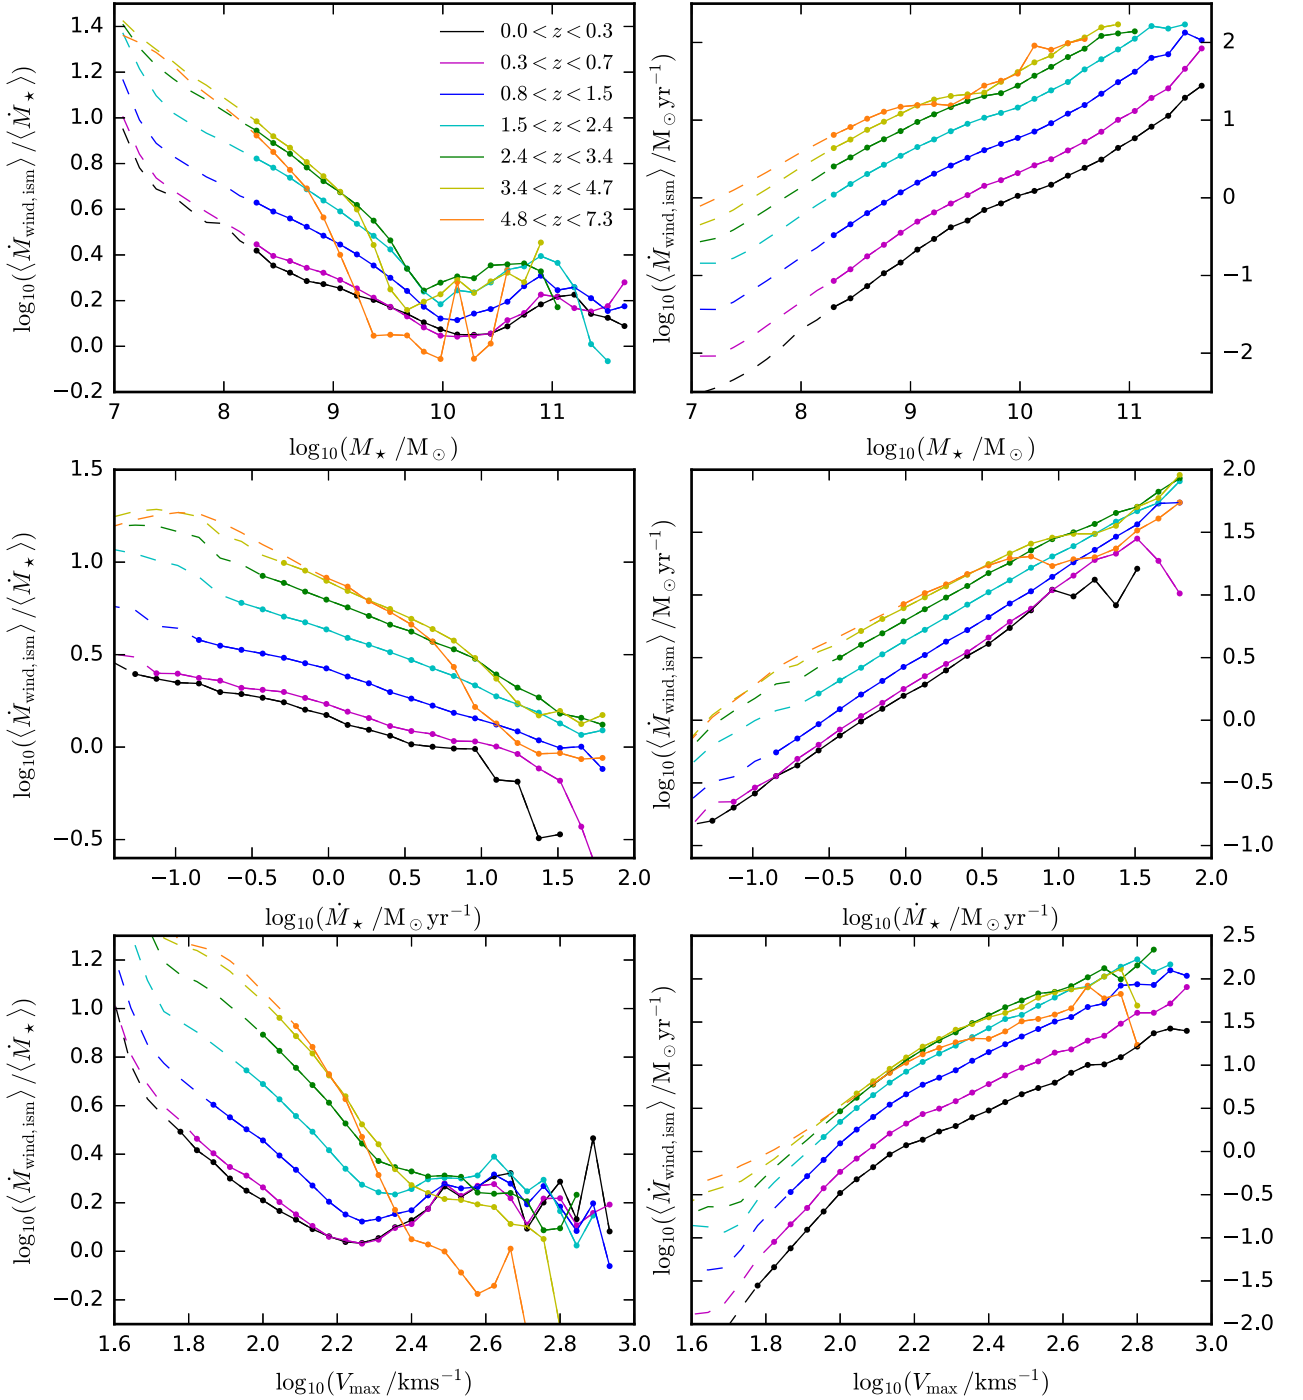 1.4
1.2
1.0
0.8
0.6
0.4
0.2
0.0
−0.2
log10(⟨Ṁwind,ism⟩/⟨Ṁ⋆⟩)
0.0 < z < 0.3
0.3 < z < 0.7
0.8 < z < 1.5
1.5 < z < 2.4
2.4 < z < 3.4
3.4 < z < 4.7
4.8 < z < 7.3
7 8 9 10 11
log10(M⋆ /M⊙)
log10(⟨Ṁwind,ism⟩/M⊙yr−1)
2
1
0
−1
−2
7 8 9 10 11
log10(M⋆ /M⊙)
1.5
1.0
0.5
0.0
−0.5
log10(⟨Ṁwind,ism⟩/⟨Ṁ⋆⟩)
−1.0 −0.5 0.0 0.5 1.0 1.5 2.0
log10(Ṁ⋆ /M⊙yr−1)
log10(⟨Ṁwind,ism⟩/M⊙yr−1)
2.0
1.5
1.0
0.5
0.0
−0.5
−1.0
−1.0 −0.5 0.0 0.5 1.0 1.5 2.0
log10(Ṁ⋆ /M⊙yr−1)
1.2
1.0
0.8
0.6
0.4
0.2
0.0
−0.2
log10(⟨Ṁwind,ism⟩/⟨Ṁ⋆⟩)
1.6 1.8 2.0 2.2 2.4 2.6 2.8 3.0
log10(Vmax /kms−1)
log10(⟨Ṁwind,ism⟩/M⊙yr−1)
2.5
2.0
1.5
1.0
0.5
0.0
−0.5
−1.0
−1.5
−2.0
1.6 1.8 2.0 2.2 2.4 2.6 2.8 3.0
log10(Vmax /kms−1)